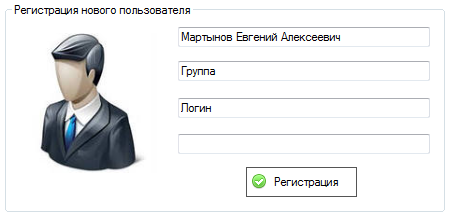 Регистрация нового пользователя
Мартынов Евгений Алексеевич
Группа
Логин
Регистрация